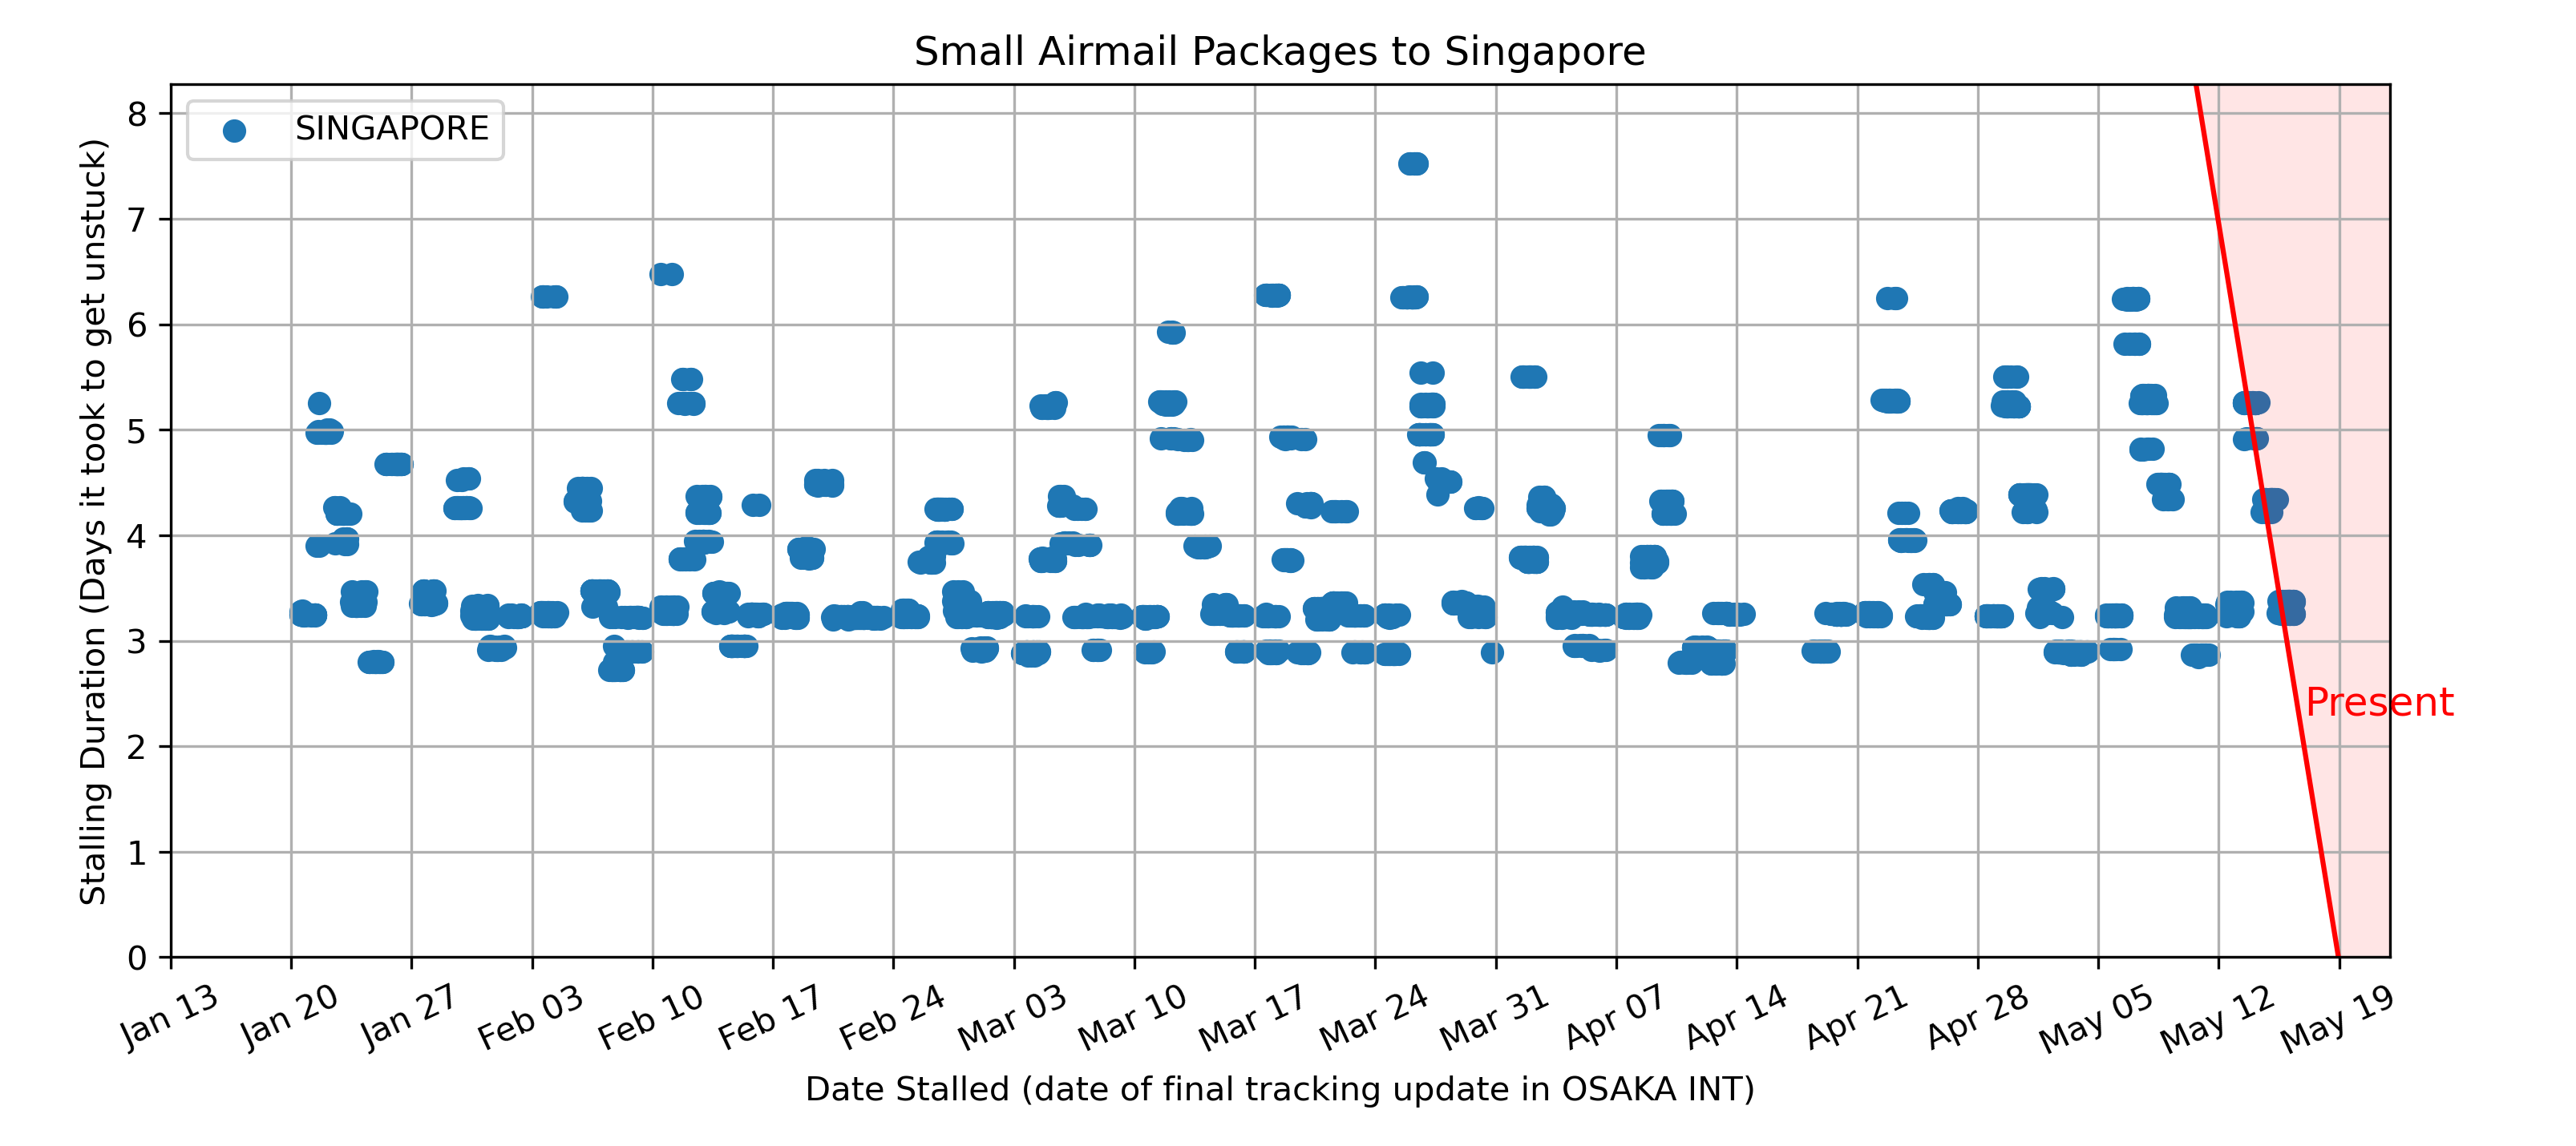 Small Airmail Packages to Singapore
SINGAPORE
Stalling Duration (Days it took to get unstuck)
8
7
6
5
4
3
2
1
0
Present
Jan 13
Jan 20
Jan 27
Feb 03
Feb 10
Feb 17
Feb 24
Mar 03
Mar 10
Mar 17
Mar 24
Mar 31
Apr 07
Apr 14
Apr 21
Apr 28
May 05
May 12
May 19
Date Stalled (date of final tracking update in OSAKA INT)